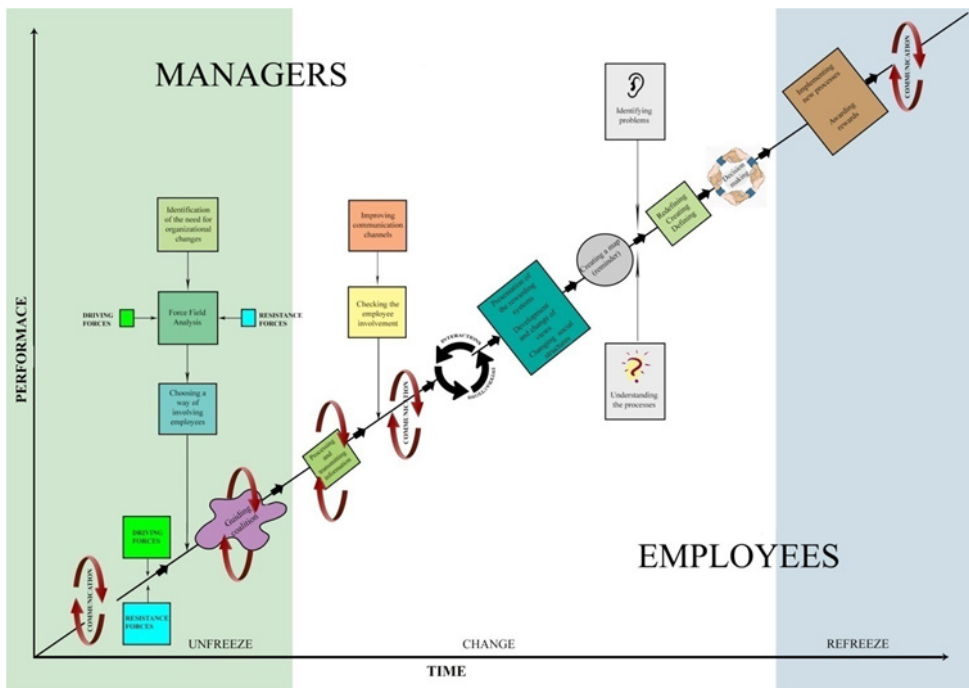 MANAGERS
EMPLOYEES
PERFORMACE
TIME
UNFREEZE
CHANGE
REFREEZE
COMMUNICATION
DRIVING
FORCES
RESISTANCE
FORCES
Identification
of the need for
organizational
changes
DRIVING
FORCES
Force Field
Analysis
RESISTANCE
FORCES
Choosing a
way of
involving
employees
Guiding
coalition
Processing
and
transmitting
information
Improving
communication
channels
Checking the
employee
involvement
COMMUNICATION
INTERACTIONS
Presentation of
the rewarding
systems
Development
and change of
views
Changing social
structures
Creating a map
(reminder)
Identifying
problems
Understanding
the processes
Redefining
Creating
Defining
Decision
making
Implementing
new processes
Awarding
rewards
COMMUNICATION